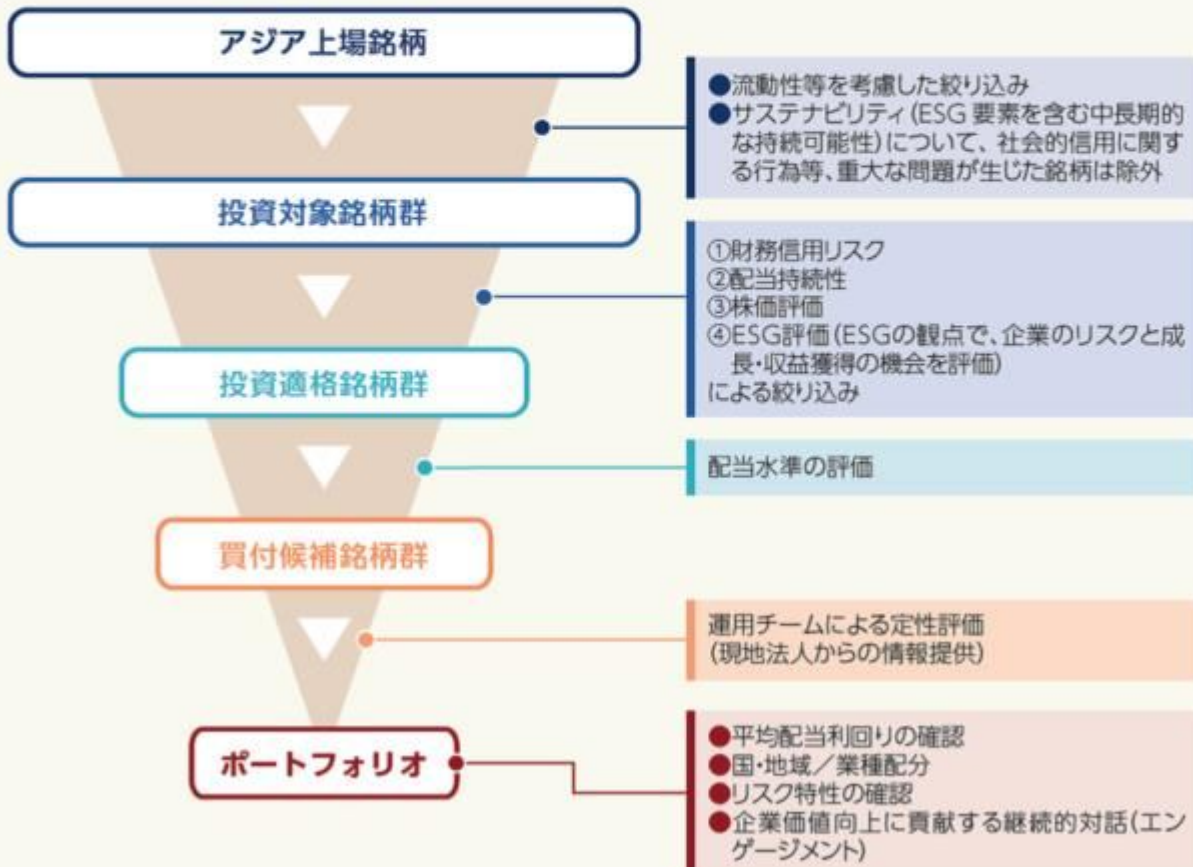 アジア上場銘柄
●流動性等を考慮した絞り込み
●サステナビリティ(ESG 要素を含む中長期的
な持続可能性)について、社会的信用に関す
る行為等、重大な問題が生じた銘柄は除外
投資対象銘柄群
①財務信用リスク
②配当持続性
③株価評価
④ESG評価(ESGの観点で、企業のリスクと成
長・収益獲得の機会を評価)
による絞り込み
投資適格銘柄群
配当水準の評価
買付候補銘柄群
運用チームによる定性評価
(現地法人からの情報提供)
ポートフォリオ
●平均配当利回りの確認
●国・地域／業種配分
●リスク特性の確認
●企業価値向上に貢献する継続的対話(エン
ゲージメント)